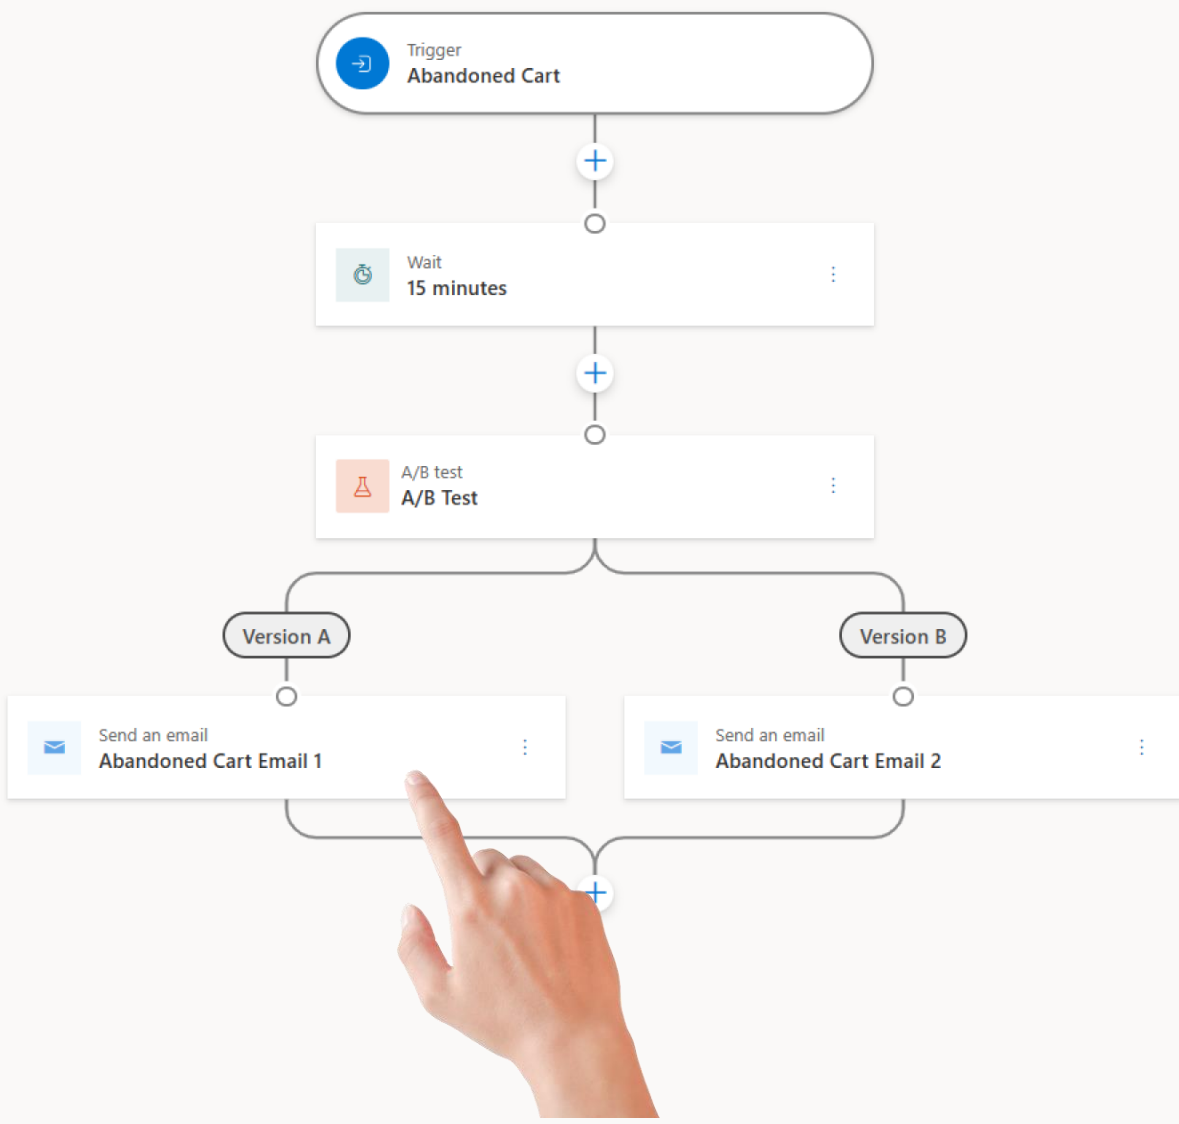 Trigger
Abandoned Cart
Wait
15 minutes
A/B test
A/B Test
Version A
Version B
Send an email
Abandoned Cart Email 1
Send an email
Abandoned Cart Email 2